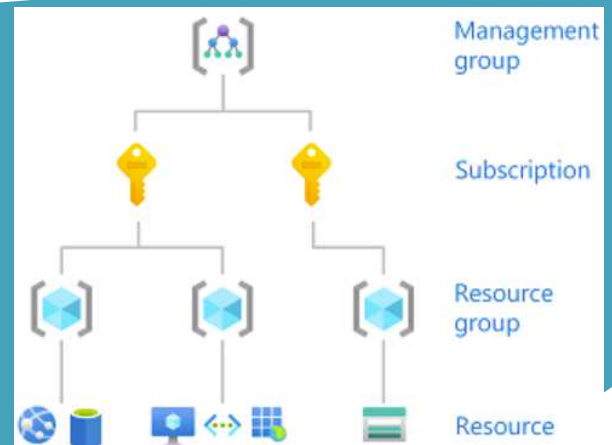 Management
group
Subscription
Resource
group
Resource